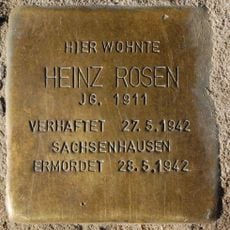 HIER WOHNTE
HEINZ ROSEN
JG. 1911
VERHAFTET 27.5.1942
SACHSENHAUSEN
ERMORDET 28.5.1942